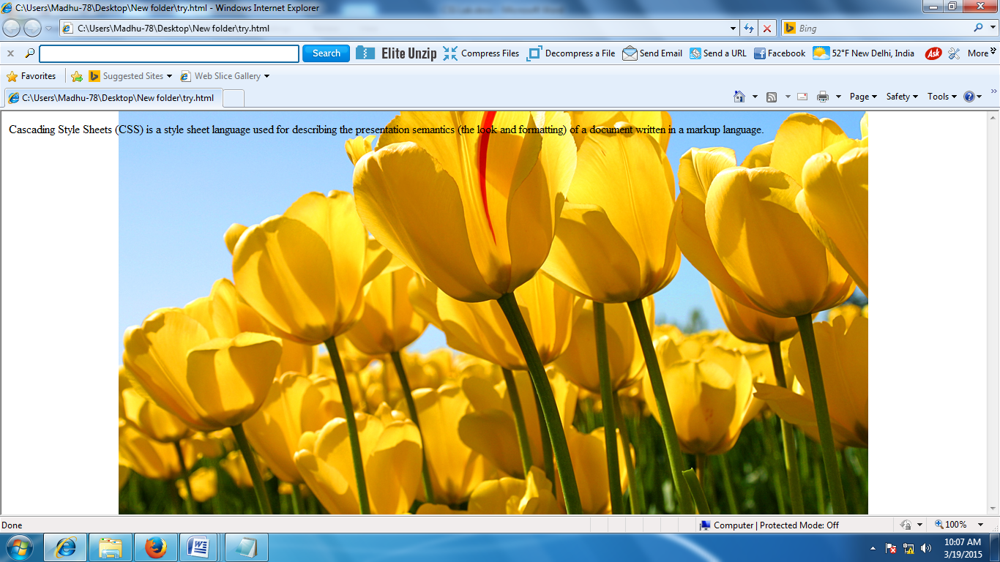 C:\Users\Madhu-78\Desktop\New folder\try.html - Windows Internet Explorer
C:\Users\Madhu-78\Desktop\New folder\try.html
Bing
Search
Elite Unzip
Compress Files
Decompress a File
Send Email
Send a URL
Facebook
52°F New Delhi, India
Ask
More
Favorites
Suggested Sites
Web Slice Gallery
C:\Users\Madhu-78\Desktop\New folder\try.html
Page
Safety
Tools
Cascading Style Sheets (CSS) is a style sheet language used for describing the presentation semantics (the look and formatting) of a document written in a markup language.
Done
Computer | Protected Mode: Off
100%
10:07 AM
3/19/2015